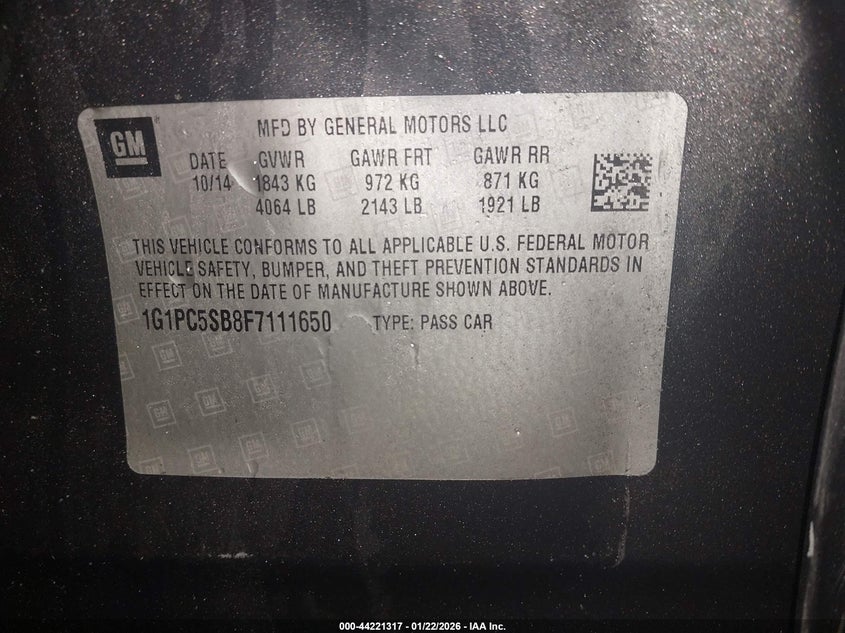 GM
MFD BY GENERAL MOTORS LLC
DATE GVWR GAWR FRT GAWR RR
10/14 1843 KG 972 KG 871 KG
4064 LB 2143 LB 1921 LB
THIS VEHICLE CONFORMS TO ALL APPLICABLE U.S. FEDERAL MOTOR
VEHICLE SAFETY, BUMPER, AND THEFT PREVENTION STANDARDS IN
EFFECT ON THE DATE OF MANUFACTURE SHOWN ABOVE.
1G1PC5SB8F7111650 TYPE: PASS CAR
000-44221317 - 01/22/2026 - IAA Inc.